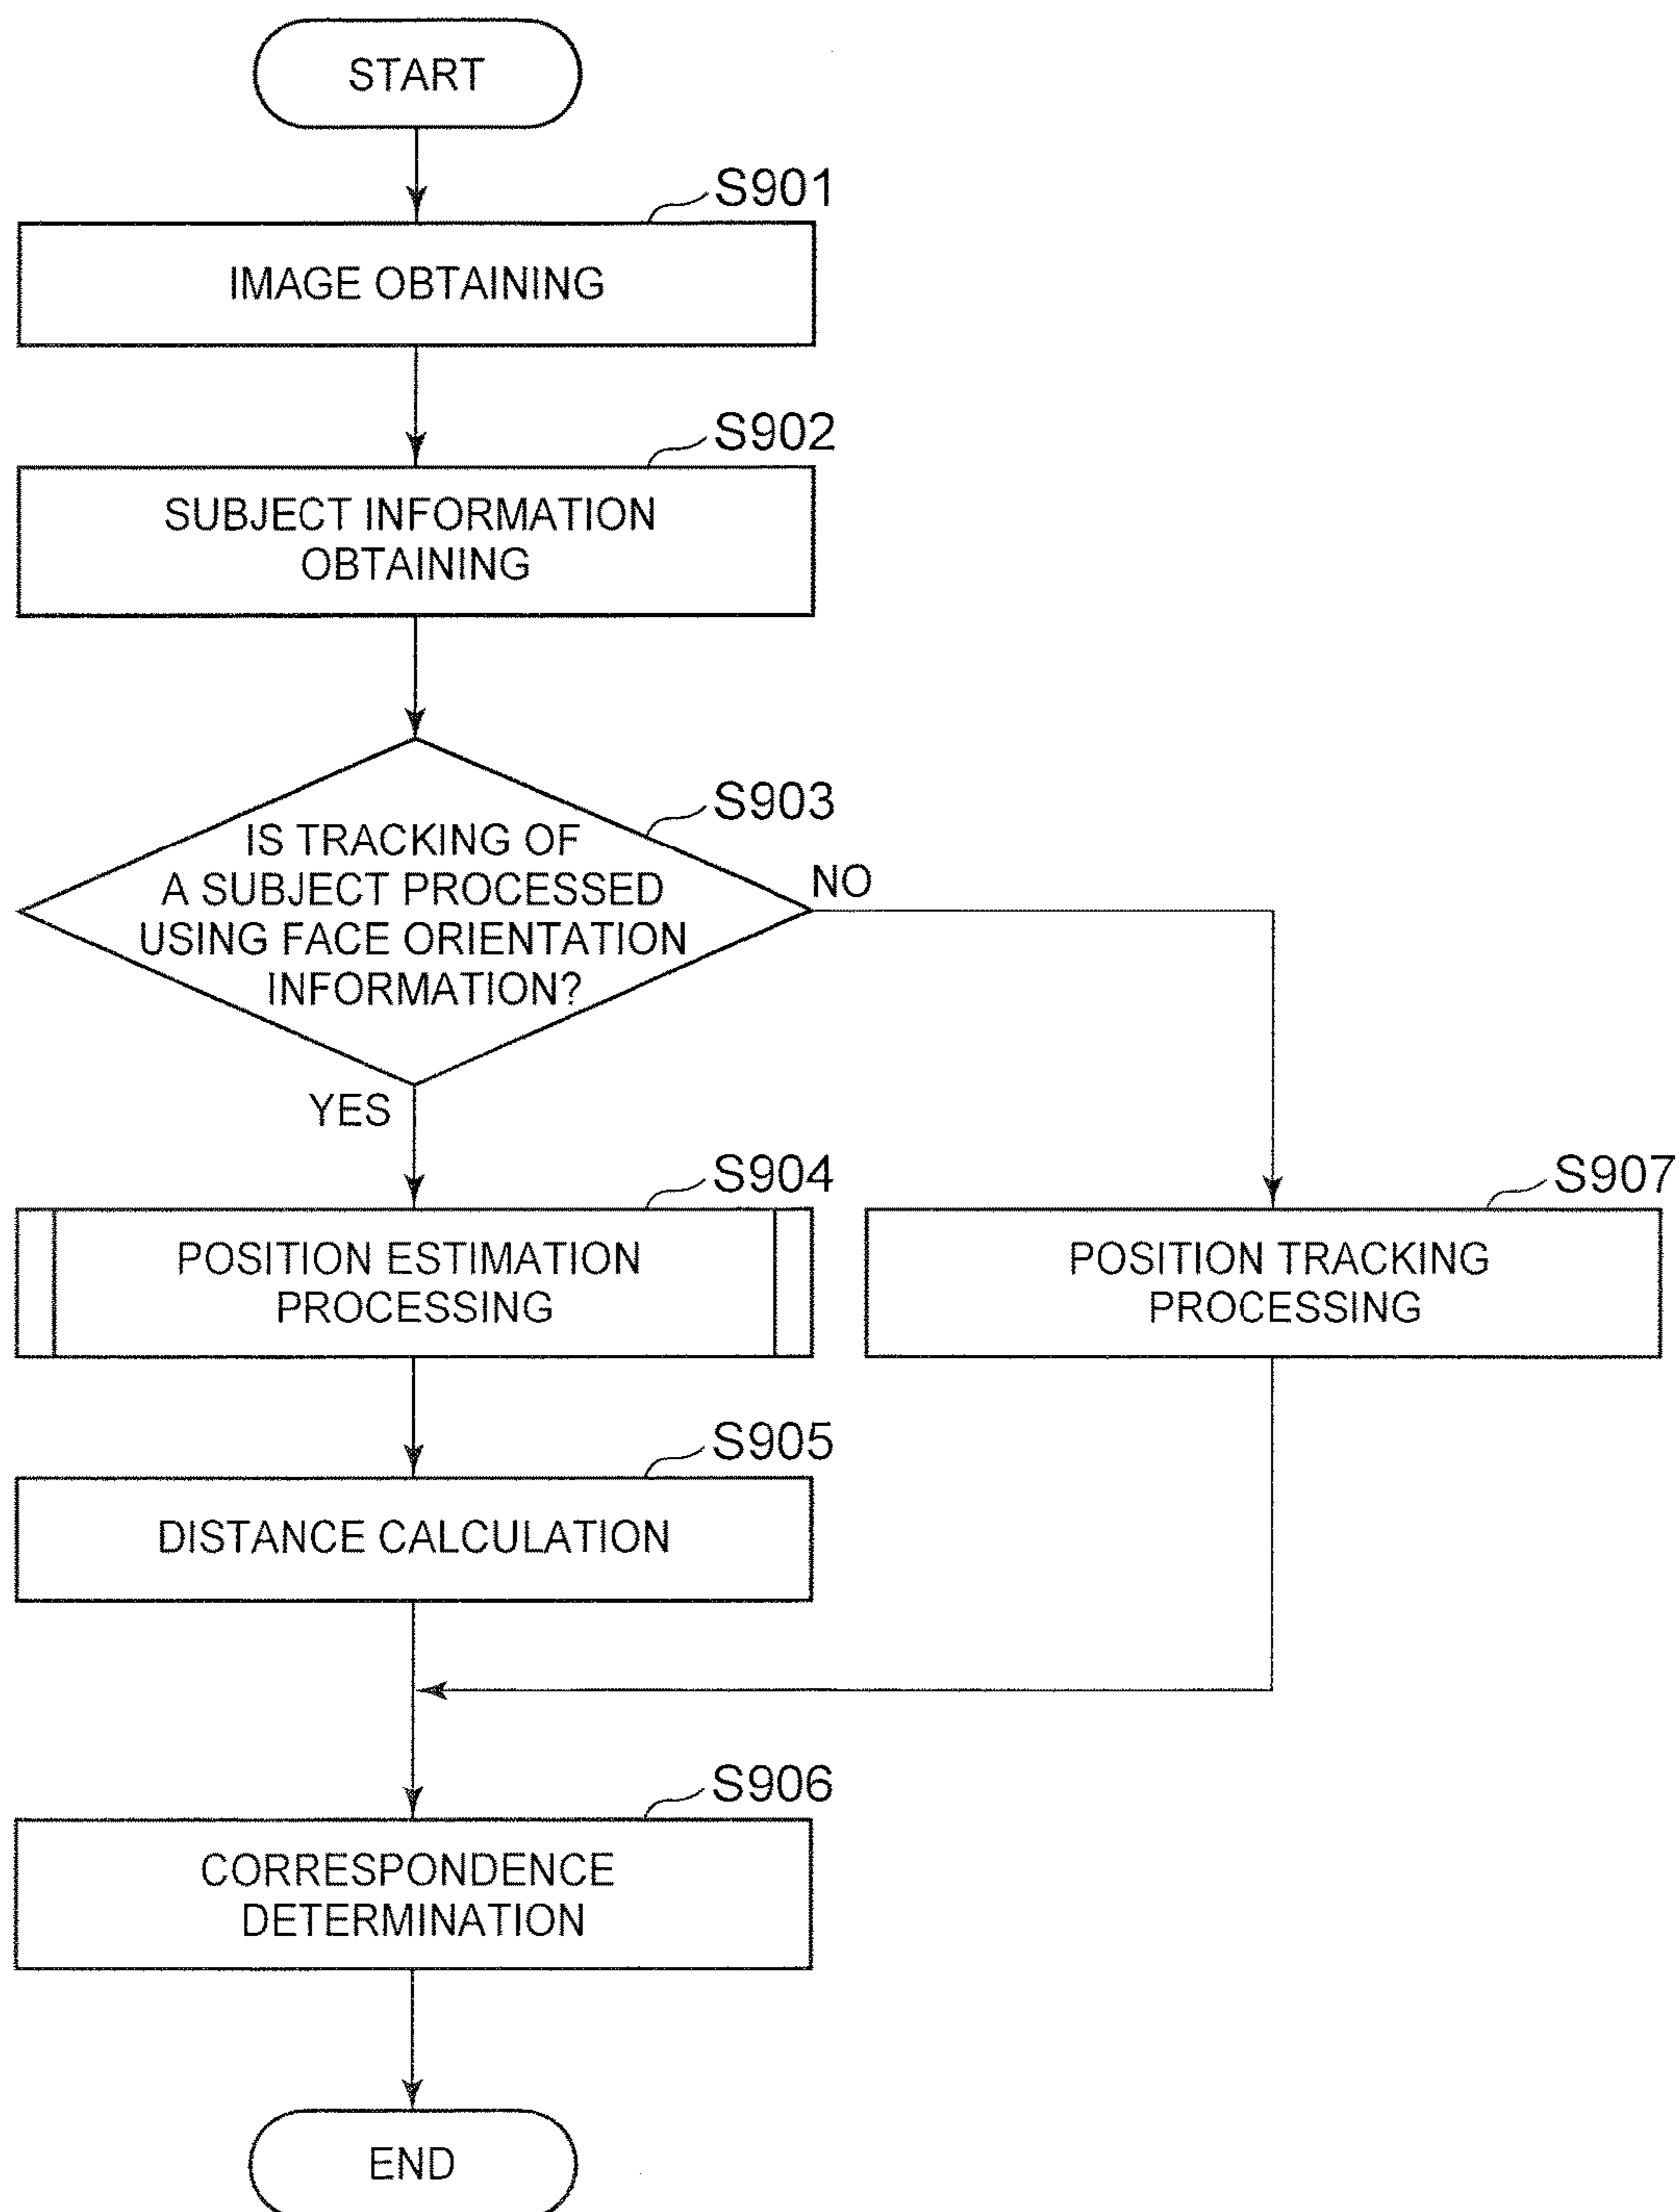 START
S901
IMAGE OBTAINING
S902
SUBJECT INFORMATION
OBTAINING
S903
IS TRACKING OF
A SUBJECT PROCESSED
USING FACE ORIENTATION
INFORMATION?
NO
YES
S904
POSITION ESTIMATION
PROCESSING
S907
POSITION TRACKING
PROCESSING
S905
DISTANCE CALCULATION
S906
CORRESPONDENCE
DETERMINATION
END